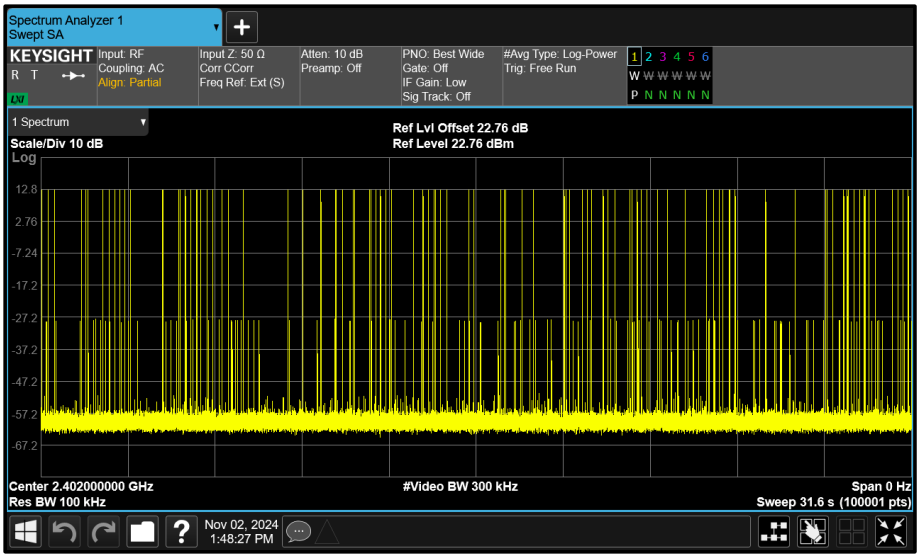 Spectrum Analyzer 1
Swept SA
+
KEYSIGHT
R T
LXI
Input: RF
Coupling: AC
Align: Partial
Input Z: 50 Ω
Corr CCorr
Freq Ref: Ext (S)
Atten: 10 dB
Preamp: Off
PNO: Best Wide
Gate: Off
IF Gain: Low
Sig Track: Off
#Avg Type: Log-Power
Trig: Free Run
1 2 3 4 5 6
W W W W W W
P N N N N N
1 Spectrum
Scale/Div 10 dB
Ref Lvl Offset 22.76 dB
Ref Level 22.76 dBm
Log
12.8
2.76
-7.24
-17.2
-27.2
-37.2
-47.2
-57.2
-67.2
Center 2.402000000 GHz
#Video BW 300 kHz
Span 0 Hz
Res BW 100 kHz
Sweep 31.6 s (100001 pts)
?
Nov 02, 2024
1:48:27 PM